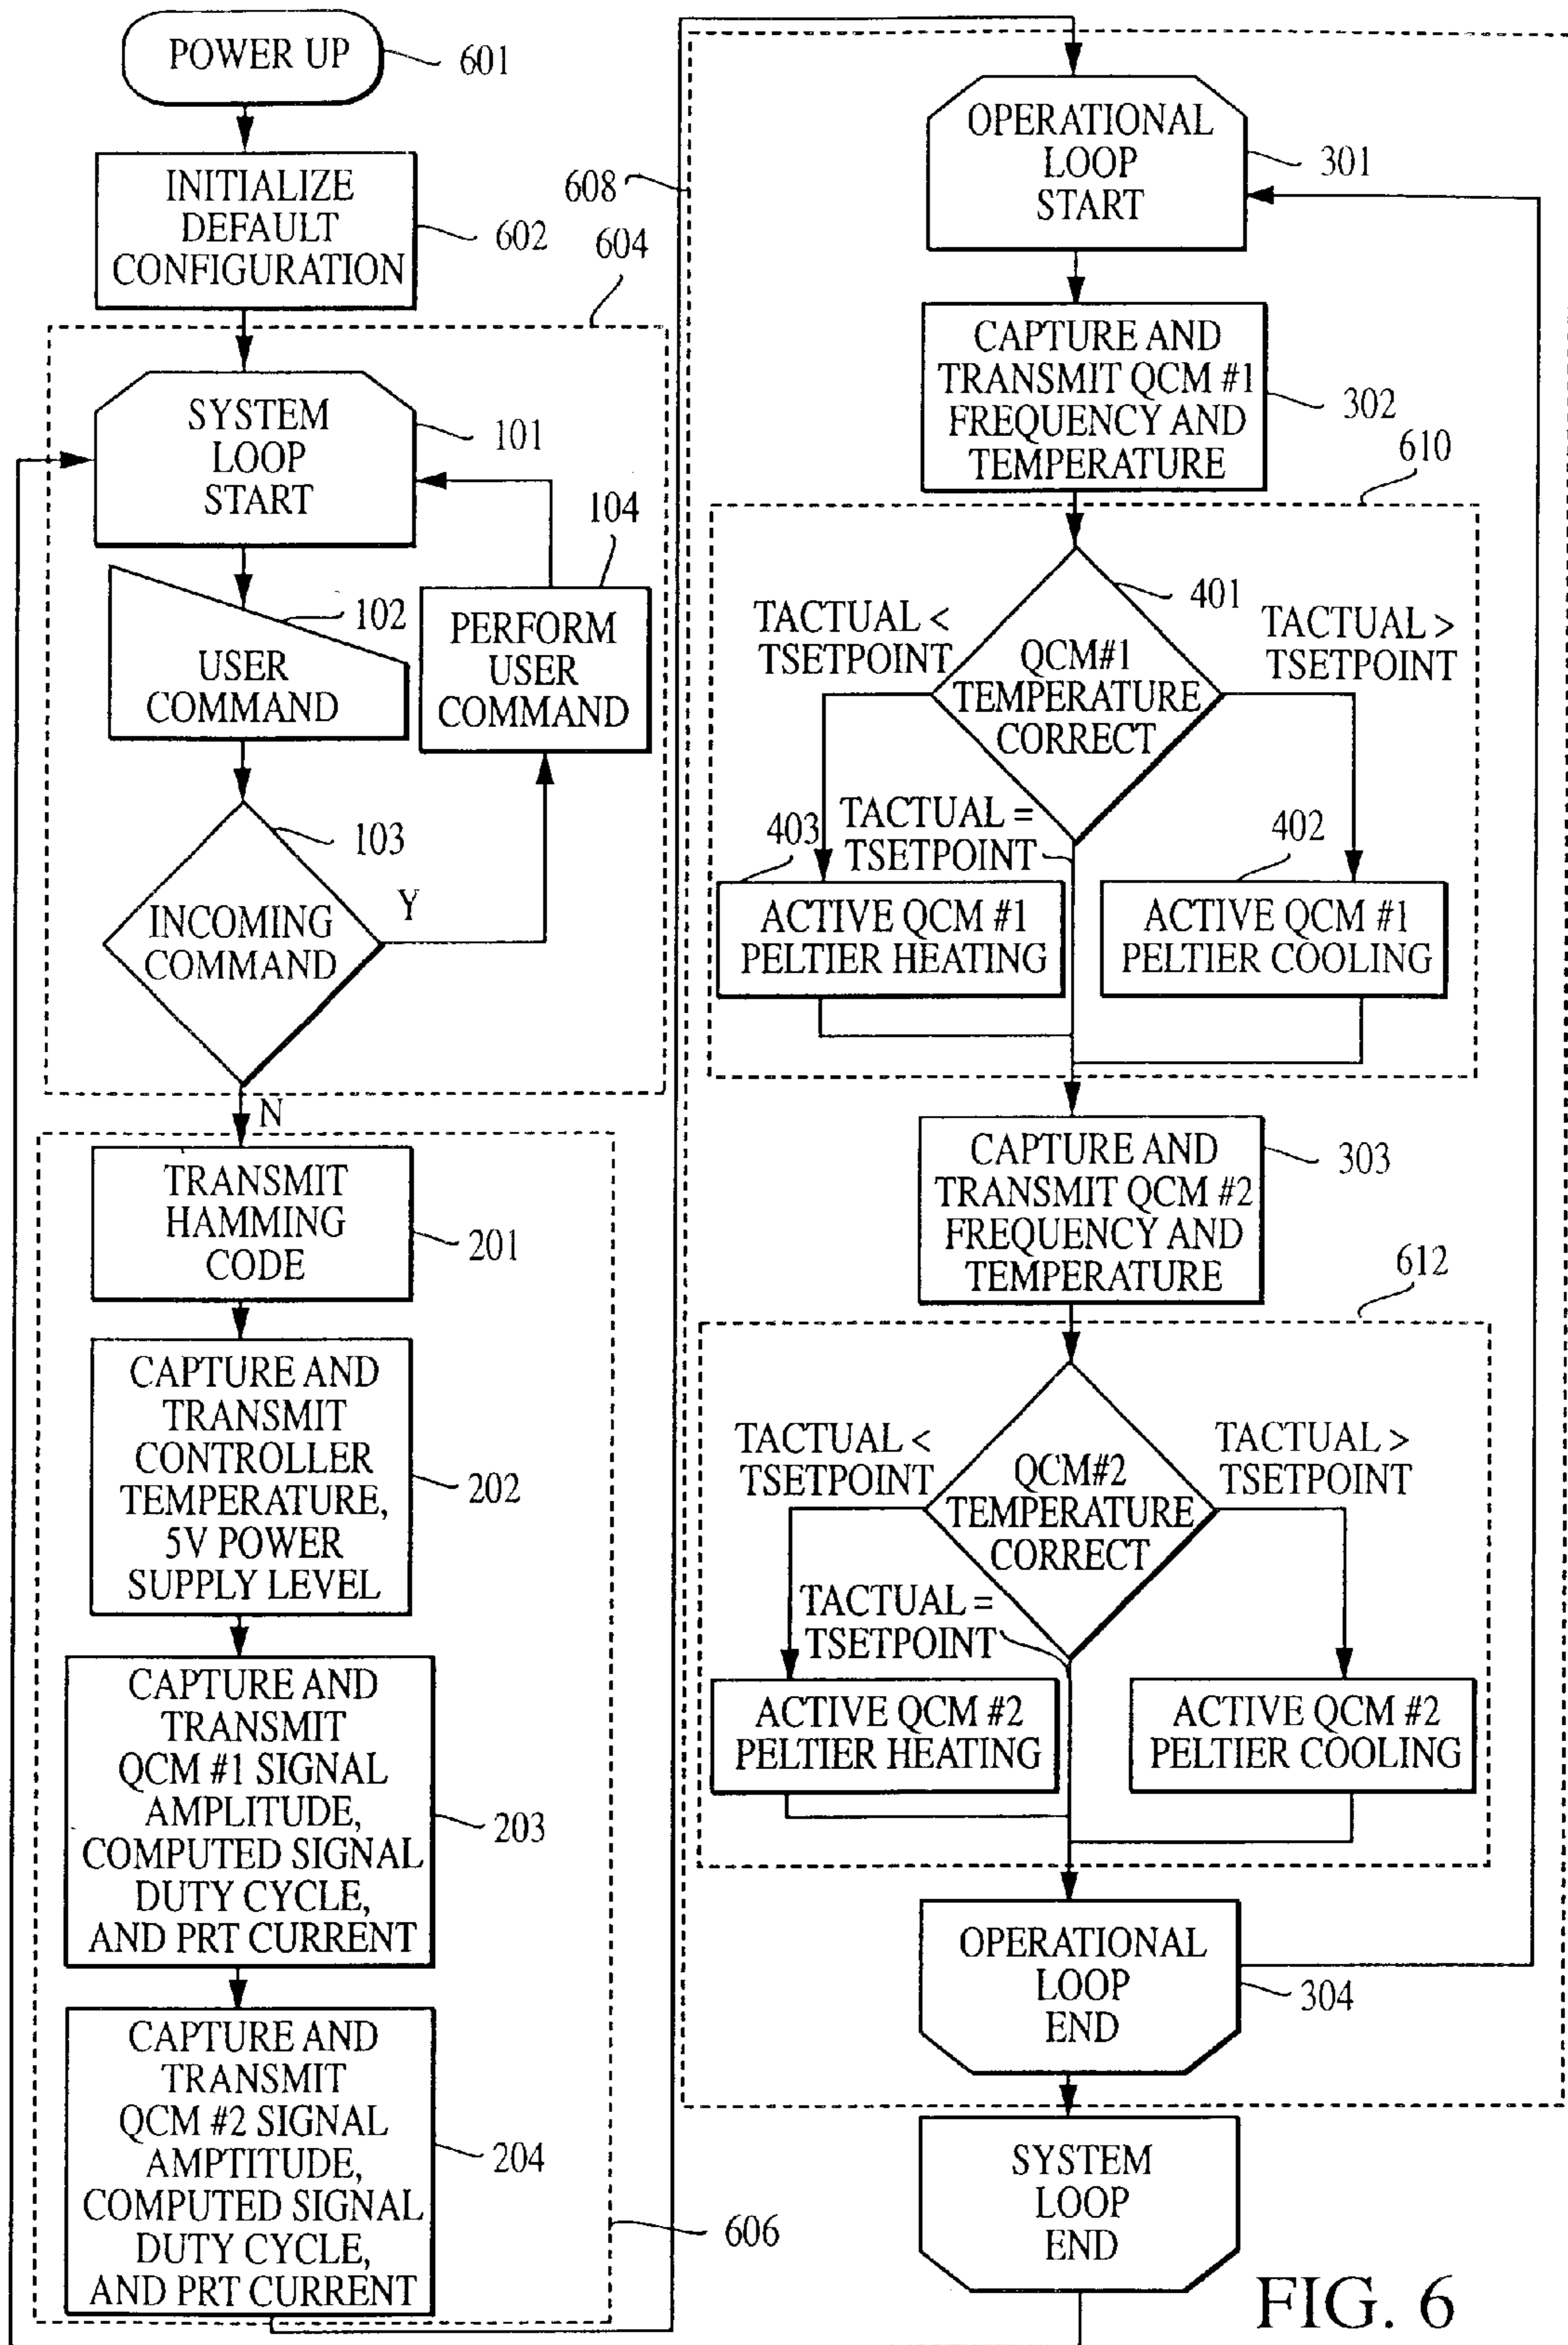 POWER UP
601
INITIALIZE
DEFAULT
CONFIGURATION
602
604
SYSTEM
LOOP
START
101
104
102
USER
COMMAND
PERFORM
USER
COMMAND
103
INCOMING
COMMAND
Y
N
TRANSMIT
HAMMING
CODE
201
CAPTURE AND
TRANSMIT
CONTROLLER
TEMPERATURE,
5V POWER
SUPPLY LEVEL
202
CAPTURE AND
TRANSMIT
QCM #1 SIGNAL
AMPLITUDE,
COMPUTED SIGNAL
DUTY CYCLE,
AND PRT CURRENT
203
CAPTURE AND
TRANSMIT
QCM #2 SIGNAL
AMPTITUDE,
COMPUTED SIGNAL
DUTY CYCLE,
AND PRT CURRENT
204
606
608
OPERATIONAL
LOOP
START
301
CAPTURE AND
TRANSMIT QCM #1
FREQUENCY AND
TEMPERATURE
302
610
401
TACTUAL <
TSETPOINT
QCM#1
TEMPERATURE
CORRECT
TACTUAL >
TSETPOINT
TACTUAL =
TSETPOINT
403
402
ACTIVE QCM #1
PELTIER HEATING
ACTIVE QCM #1
PELTIER COOLING
CAPTURE AND
TRANSMIT QCM #2
FREQUENCY AND
TEMPERATURE
303
612
TACTUAL <
TSETPOINT
QCM#2
TEMPERATURE
CORRECT
TACTUAL >
TSETPOINT
TACTUAL =
TSETPOINT
ACTIVE QCM #2
PELTIER HEATING
ACTIVE QCM #2
PELTIER COOLING
OPERATIONAL
LOOP
END
304
SYSTEM
LOOP
END
FIG. 6